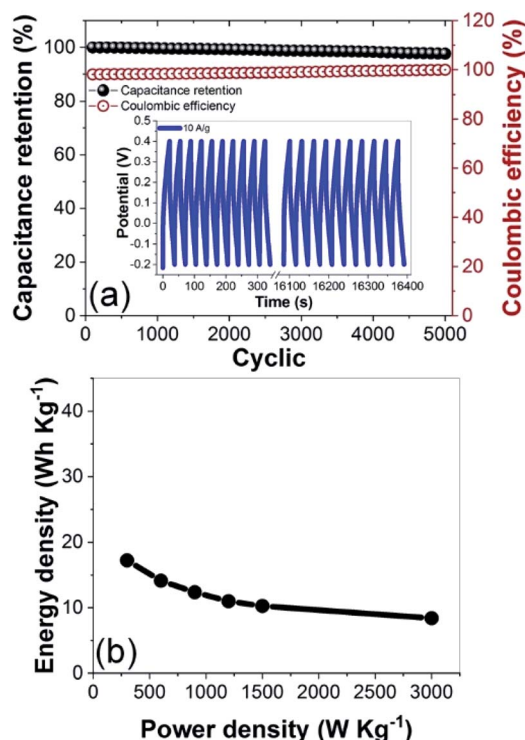 Capacitance retention (%)
100
80
60
40
20
0
Capacitance retention
Coulombic efficiency
Potential (V)
0.5
0.4
0.3
0.2
0.1
0.0
-0.1
-0.2
10 A/g
0 100 200 300 16100 16200 16300 16400
Time (s)
(a)
120
100
80
60
40
20
0
Coulombic efficiency (%)
0 1000 2000 3000 4000 5000
Cyclic
Energy density (Wh Kg-1)
40
30
20
10
0
(b)
0 500 1000 1500 2000 2500 3000
Power density (W Kg-1)